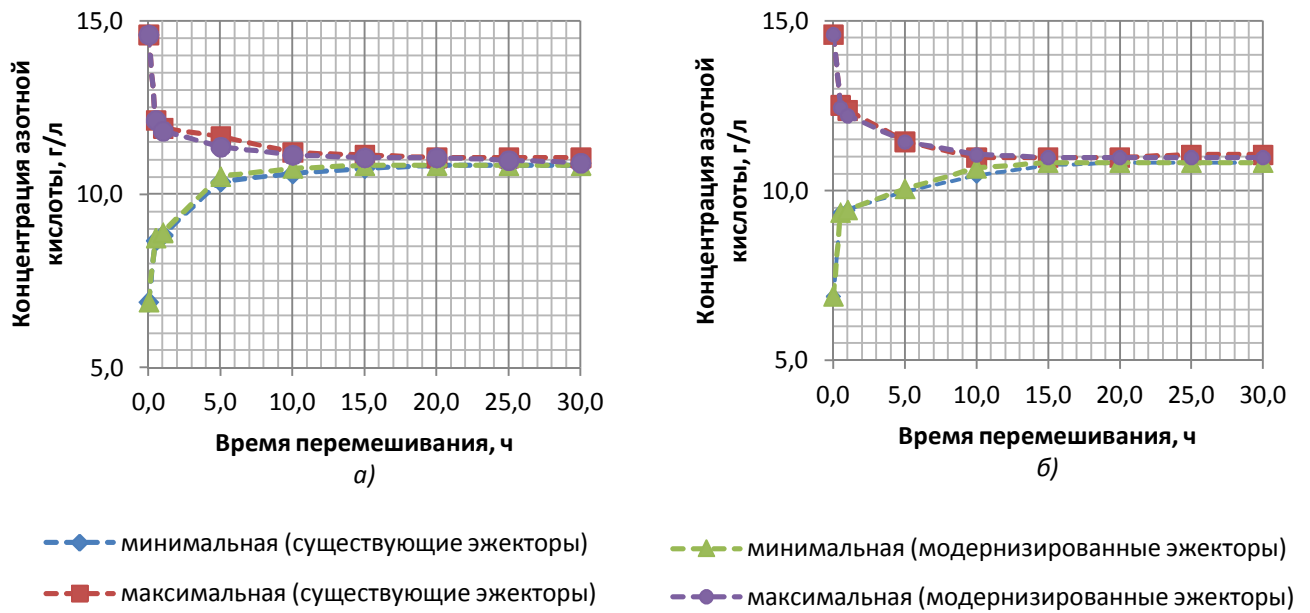 Концентрация азотной
кислоты, г/л
15,0
10,0
5,0
0,0 5,0 10,0 15,0 20,0 25,0 30,0
Время перемешивания, ч
а)
Концентрация азотной
кислоты, г/л
15,0
10,0
5,0
0,0 5,0 10,0 15,0 20,0 25,0 30,0
Время перемешивания, ч
б)
минимальная (существующие эжекторы)
максимальная (существующие эжекторы)
минимальная (модернизированные эжекторы)
максимальная (модернизированные эжекторы)